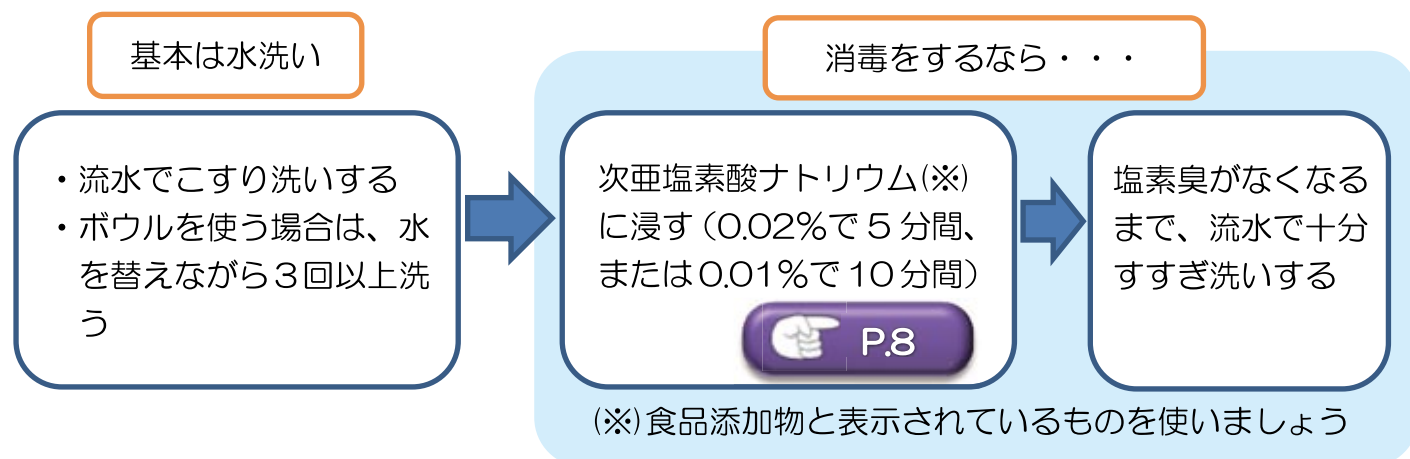 基本は水洗い
・流水でこすり洗いする
・ボウルを使う場合は、水
を替えながら３回以上洗
う
消毒をするなら・・・
次亜塩素酸ナトリウム(※)
に浸す（0.02％で５分間、
または0.01％で10分間）
P.8
塩素臭がなくなる
まで、流水で十分
すすぎ洗いする
(※)食品添加物と表示されているものを使いましょう